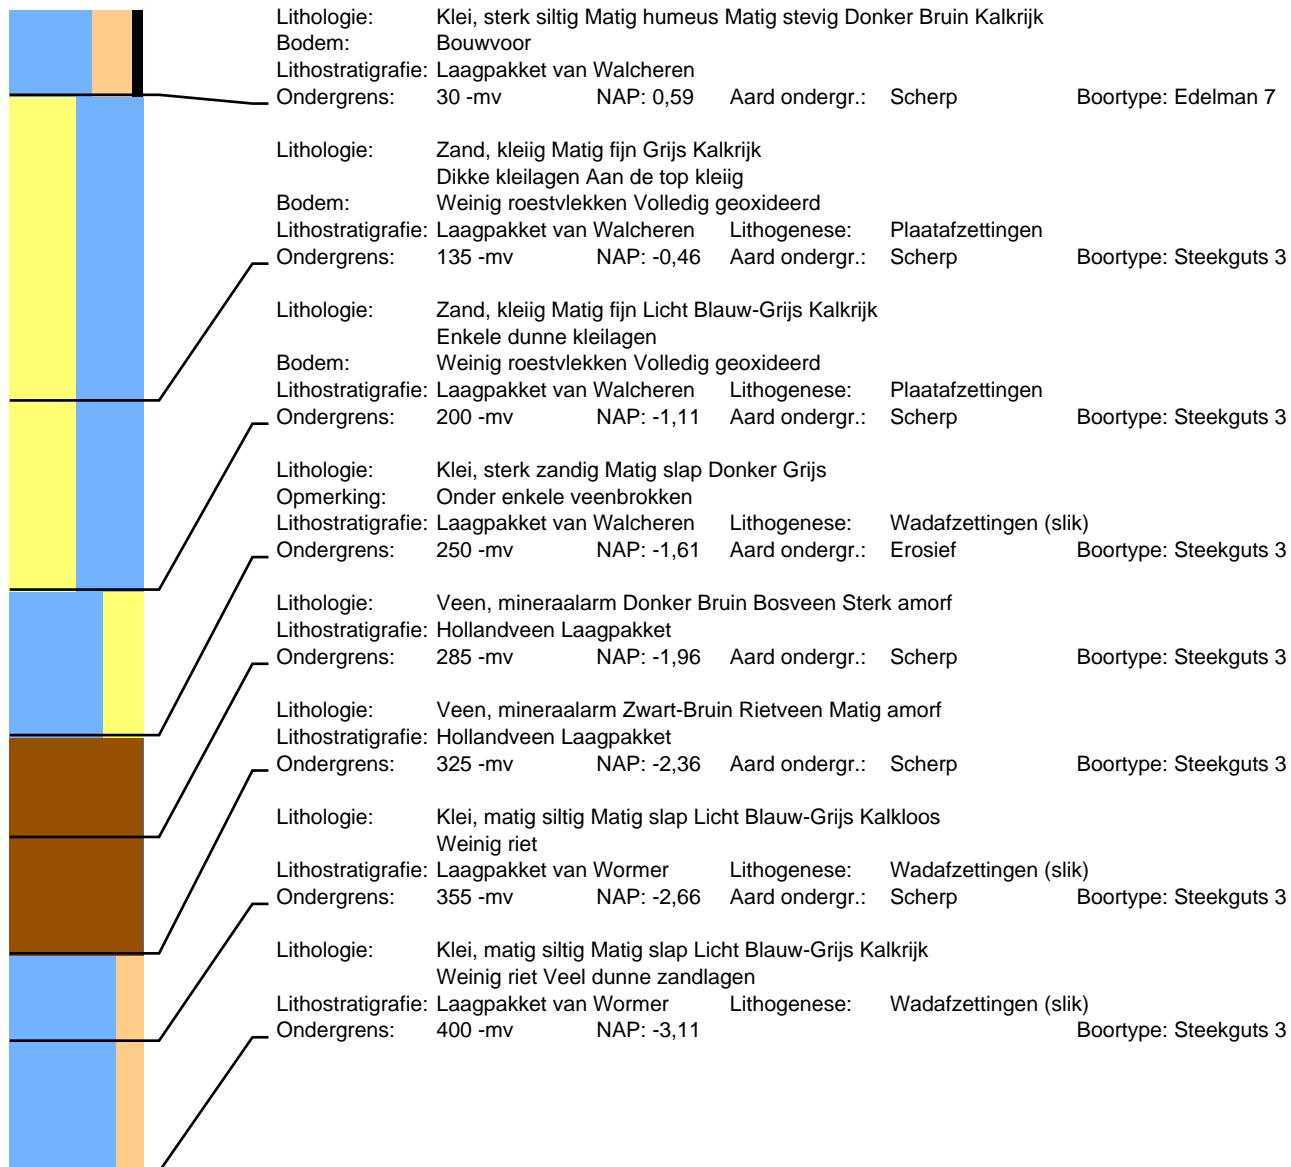 Lithologie: Klei, sterk siltig Matig humeus Matig stevig Donker Bruin Kalkrijk
Bodem: Bouwvoor
Lithostratigrafie: Laagpakket van Walcheren
Ondergrens: 30 -mv NAP: 0,59 Aard ondergr.: Scherp Boortype: Edelman 7
Lithologie: Zand, kleiig Matig fijn Grijs Kalkrijk
Dikke kleilagen Aan de top kleiig
Bodem: Weinig roestvlekken Volledig geoxideerd
Lithostratigrafie: Laagpakket van Walcheren Lithogenese: Plaatafzettingen
Ondergrens: 135 -mv NAP: -0,46 Aard ondergr.: Scherp Boortype: Steekguts 3
Lithologie: Zand, kleiig Matig fijn Licht Blauw-Grijs Kalkrijk
Enkele dunne kleilagen
Bodem: Weinig roestvlekken Volledig geoxideerd
Lithostratigrafie: Laagpakket van Walcheren Lithogenese: Plaatafzettingen
Ondergrens: 200 -mv NAP: -1,11 Aard ondergr.: Scherp Boortype: Steekguts 3
Lithologie: Klei, sterk zandig Matig slap Donker Grijs
Opmerking: Onder enkele veenbrokken
Lithostratigrafie: Laagpakket van Walcheren Lithogenese: Wadafzettingen (slik)
Ondergrens: 250 -mv NAP: -1,61 Aard ondergr.: Erosief Boortype: Steekguts 3
Lithologie: Veen, mineraalarm Donker Bruin Bosveen Sterk amorf
Lithostratigrafie: Hollandveen Laagpakket
Ondergrens: 285 -mv NAP: -1,96 Aard ondergr.: Scherp Boortype: Steekguts 3
Lithologie: Veen, mineraalarm Zwart-Bruin Rietveen Matig amorf
Lithostratigrafie: Hollandveen Laagpakket
Ondergrens: 325 -mv NAP: -2,36 Aard ondergr.: Scherp Boortype: Steekguts 3
Lithologie: Klei, matig siltig Matig slap Licht Blauw-Grijs Kalkloos
Weinig riet
Lithostratigrafie: Laagpakket van Wormer Lithogenese: Wadafzettingen (slik)
Ondergrens: 355 -mv NAP: -2,66 Aard ondergr.: Scherp Boortype: Steekguts 3
Lithologie: Klei, matig siltig Matig slap Licht Blauw-Grijs Kalkrijk
Weinig riet Veel dunne zandlagen
Lithostratigrafie: Laagpakket van Wormer Lithogenese: Wadafzettingen (slik)
Ondergrens: 400 -mv NAP: -3,11 Boortype: Steekguts 3